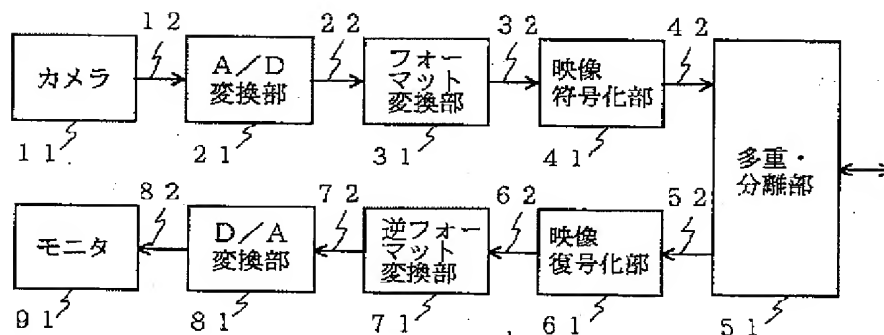 12
22
32
42
カメラ
A/D
変換部
フォー
マット
変換部
映像
符号化部
11
21
31
41
多重・
分離部
82
72
62
52
モニタ
D/A
変換部
逆フォー
マット
変換部
映像
復号化部
91
81
71
61
51